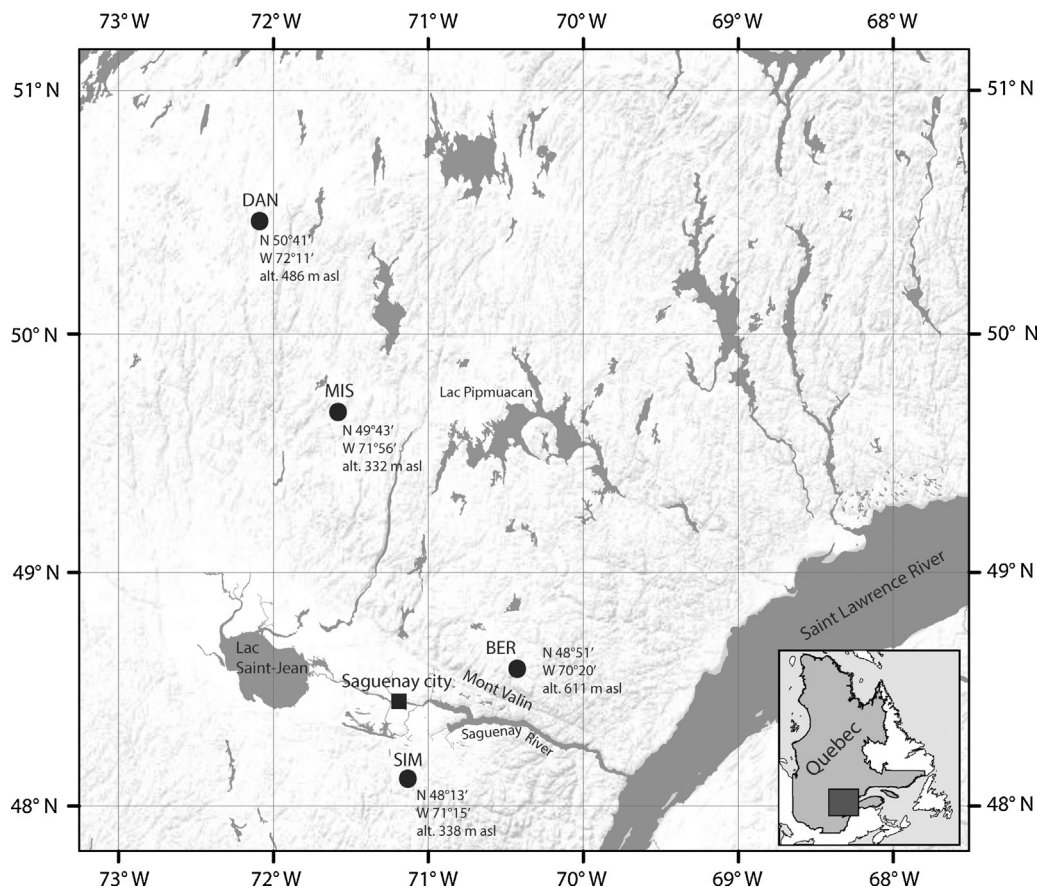 73°W 72°W 71°W 70°W 69°W 68°W
51° N 51° N
DAN
N 50°41'
W 72°11'
alt. 486 m asl
50° N 50° N
MIS
N 49°43'
W 71°56'
alt. 332 m asl
Lac Pipmuacan
49° N 49° N
Saint Lawrence River
Lac
Saint-Jean
BER
N 48°51'
W 70°20'
alt. 611 m asl
Saguenay city
Mont Valin
Saguenay River
SIM
N 48°13'
W 71°15'
alt. 338 m asl
Quebec
48° N 48° N
73°W 72°W 71°W 70°W 69°W 68°W